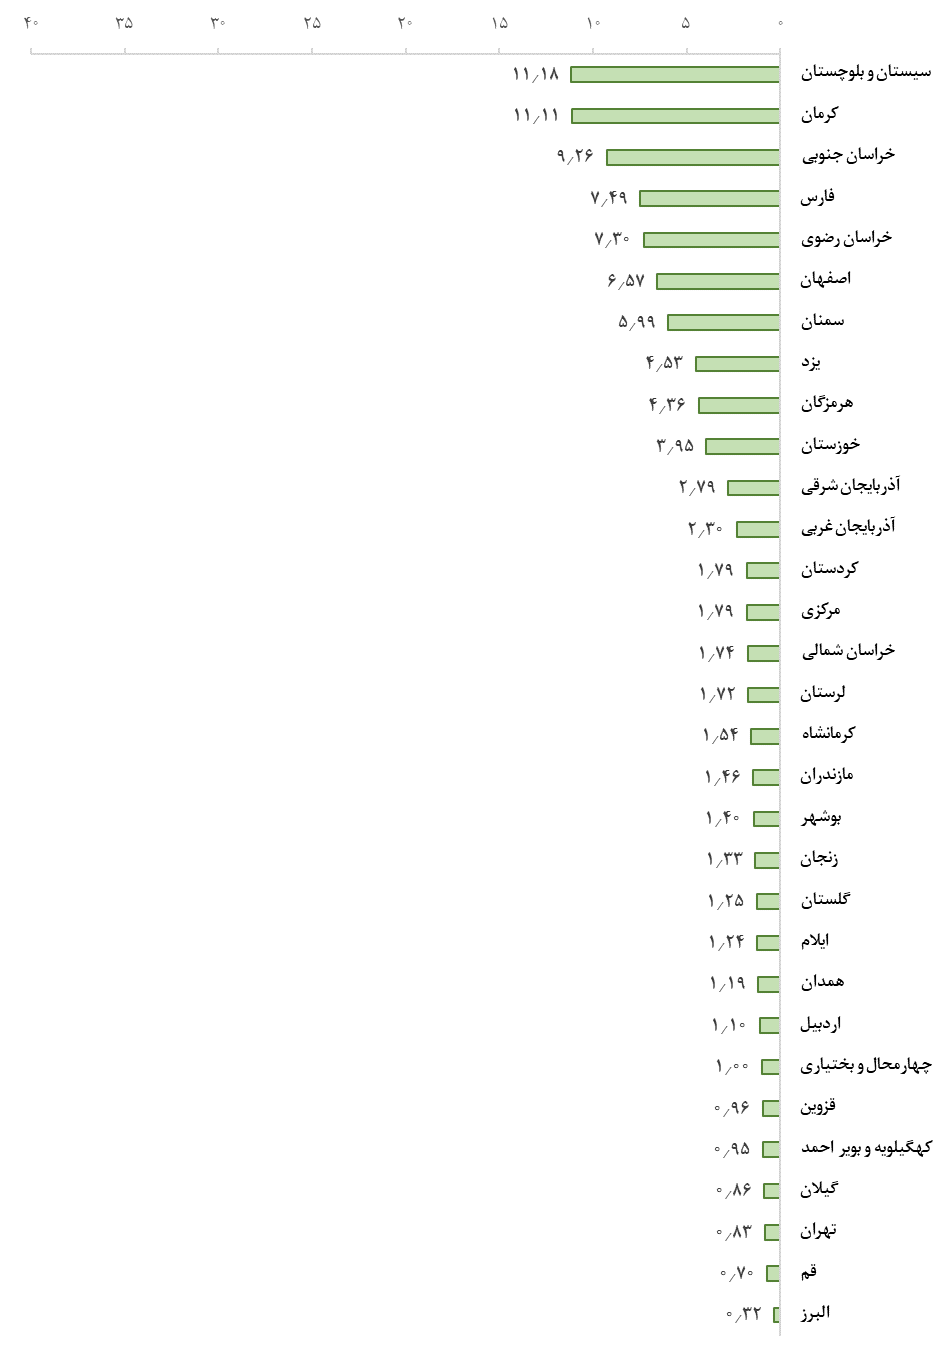 ۴۰ ۳۵ ۳۰ ۲۵ ۲۰ ۱۵ ۱۰ ۵ ۰
سیستان و بلوچستان ۱۱٫۱۸
کرمان ۱۱٫۱۱
خراسان جنوبی ۹٫۲۶
فارس ۷٫۴۹
خراسان رضوی ۷٫۳۰
اصفهان ۶٫۵۷
سمنان ۵٫۹۹
یزد ۴٫۵۳
هرمزگان ۴٫۳۶
خوزستان ۳٫۹۵
آذربایجان شرقی ۲٫۷۹
آذربایجان غربی ۲٫۳۰
کردستان ۱٫۷۹
مرکزی ۱٫۷۹
خراسان شمالی ۱٫۷۴
لرستان ۱٫۷۲
کرمانشاه ۱٫۵۴
مازندران ۱٫۴۶
بوشهر ۱٫۴۰
زنجان ۱٫۳۳
گلستان ۱٫۲۵
ایلام ۱٫۲۴
همدان ۱٫۱۹
اردبیل ۱٫۱۰
چهارمحال و بختیاری ۱٫۰۰
قزوین ۰٫۹۶
کهگیلویه و بویر احمد ۰٫۹۵
گیلان ۰٫۸۶
تهران ۰٫۸۳
قم ۰٫۷۰
البرز ۰٫۳۲